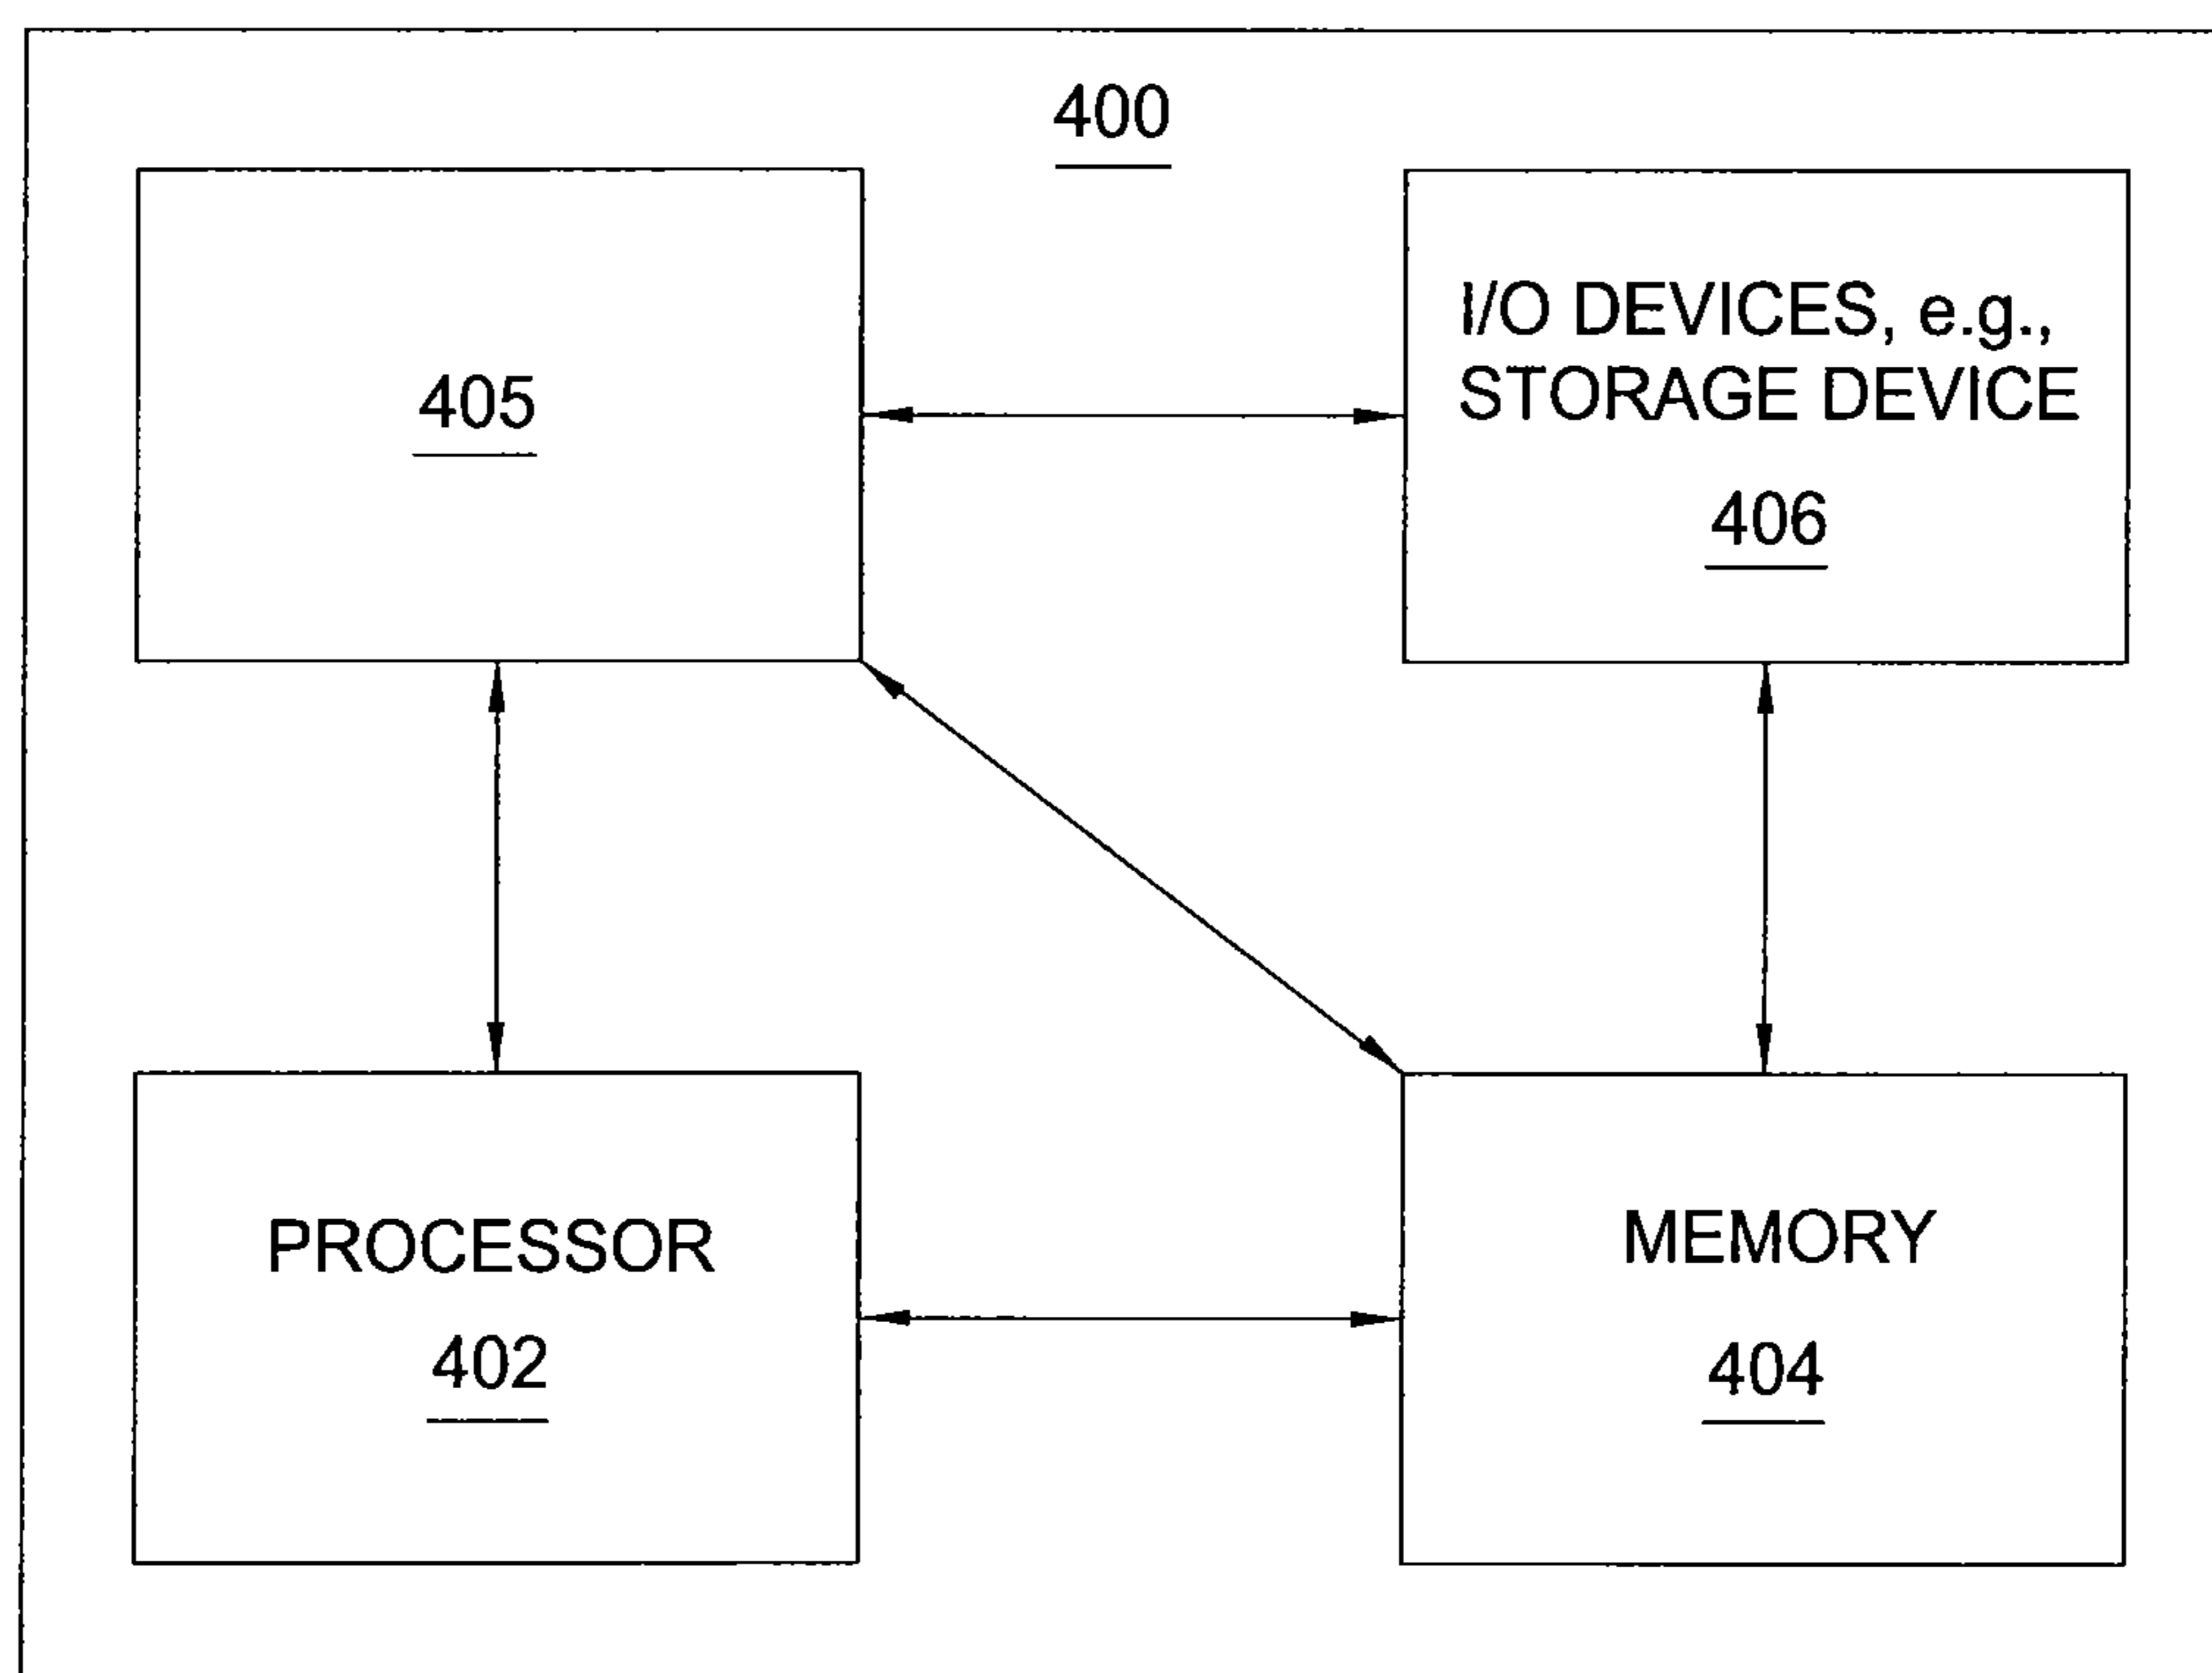 400
405
I/O DEVICES, e.g.,
STORAGE DEVICE
406
PROCESSOR
402
MEMORY
404